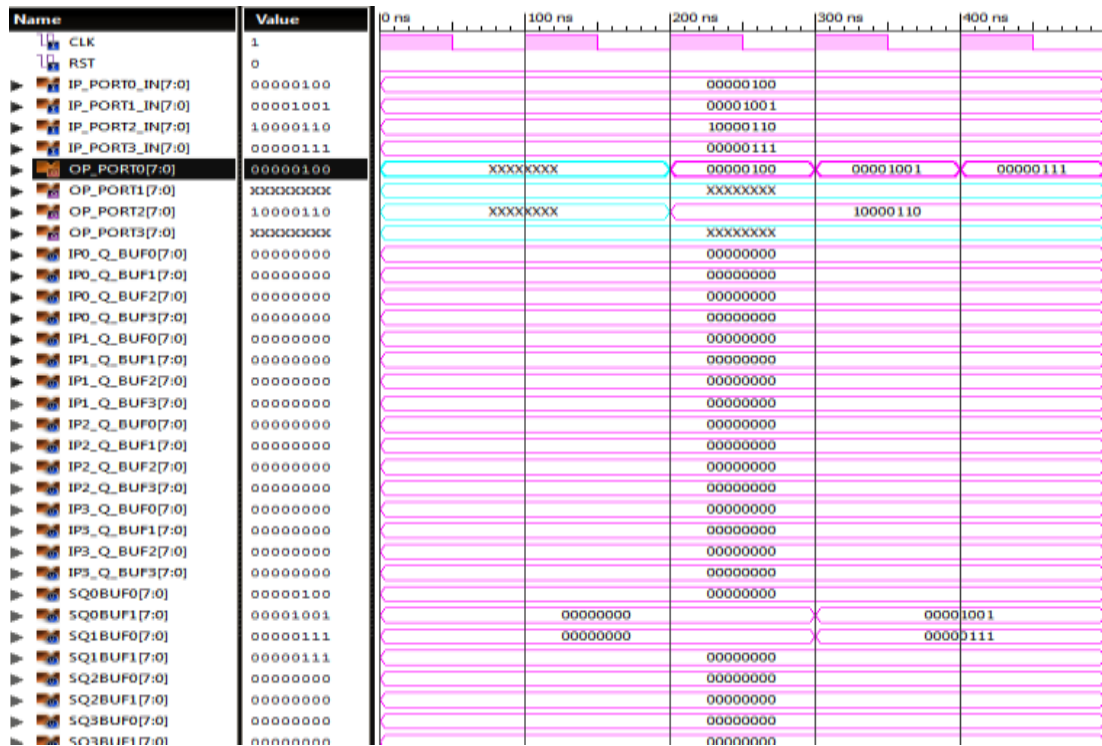 Name Value 0 ns 100 ns 200 ns 300 ns 400 ns
CLK 1
RST 0
IP_PORT0_IN[7:0] 00000100 00000100
IP_PORT1_IN[7:0] 00001001 00001001
IP_PORT2_IN[7:0] 10000110 10000110
IP_PORT3_IN[7:0] 00000111 00000111
OP_PORT0[7:0] 00000100 XXXXXXXX 00000100 00001001 00000111
OP_PORT1[7:0] XXXXXXXX XXXXXXXX
OP_PORT2[7:0] 10000110 XXXXXXXX 10000110
OP_PORT3[7:0] XXXXXXXX XXXXXXXX
IP0_Q_BUF0[7:0] 00000000 00000000
IP0_Q_BUF1[7:0] 00000000 00000000
IP0_Q_BUF2[7:0] 00000000 00000000
IP0_Q_BUF3[7:0] 00000000 00000000
IP1_Q_BUF0[7:0] 00000000 00000000
IP1_Q_BUF1[7:0] 00000000 00000000
IP1_Q_BUF2[7:0] 00000000 00000000
IP1_Q_BUF3[7:0] 00000000 00000000
IP2_Q_BUF0[7:0] 00000000 00000000
IP2_Q_BUF1[7:0] 00000000 00000000
IP2_Q_BUF2[7:0] 00000000 00000000
IP2_Q_BUF3[7:0] 00000000 00000000
IP3_Q_BUF0[7:0] 00000000 00000000
IP3_Q_BUF1[7:0] 00000000 00000000
IP3_Q_BUF2[7:0] 00000000 00000000
IP3_Q_BUF3[7:0] 00000000 00000000
SQ0BUF0[7:0] 00000100 00000000
SQ0BUF1[7:0] 00001001 00000000 00001001
SQ1BUF0[7:0] 00000111 00000000 00000111
SQ1BUF1[7:0] 00000111 00000000
SQ2BUF0[7:0] 00000000 00000000
SQ2BUF1[7:0] 00000000 00000000
SQ3BUF0[7:0] 00000000 00000000
SQ3BUF1[7:0] 00000000 00000000